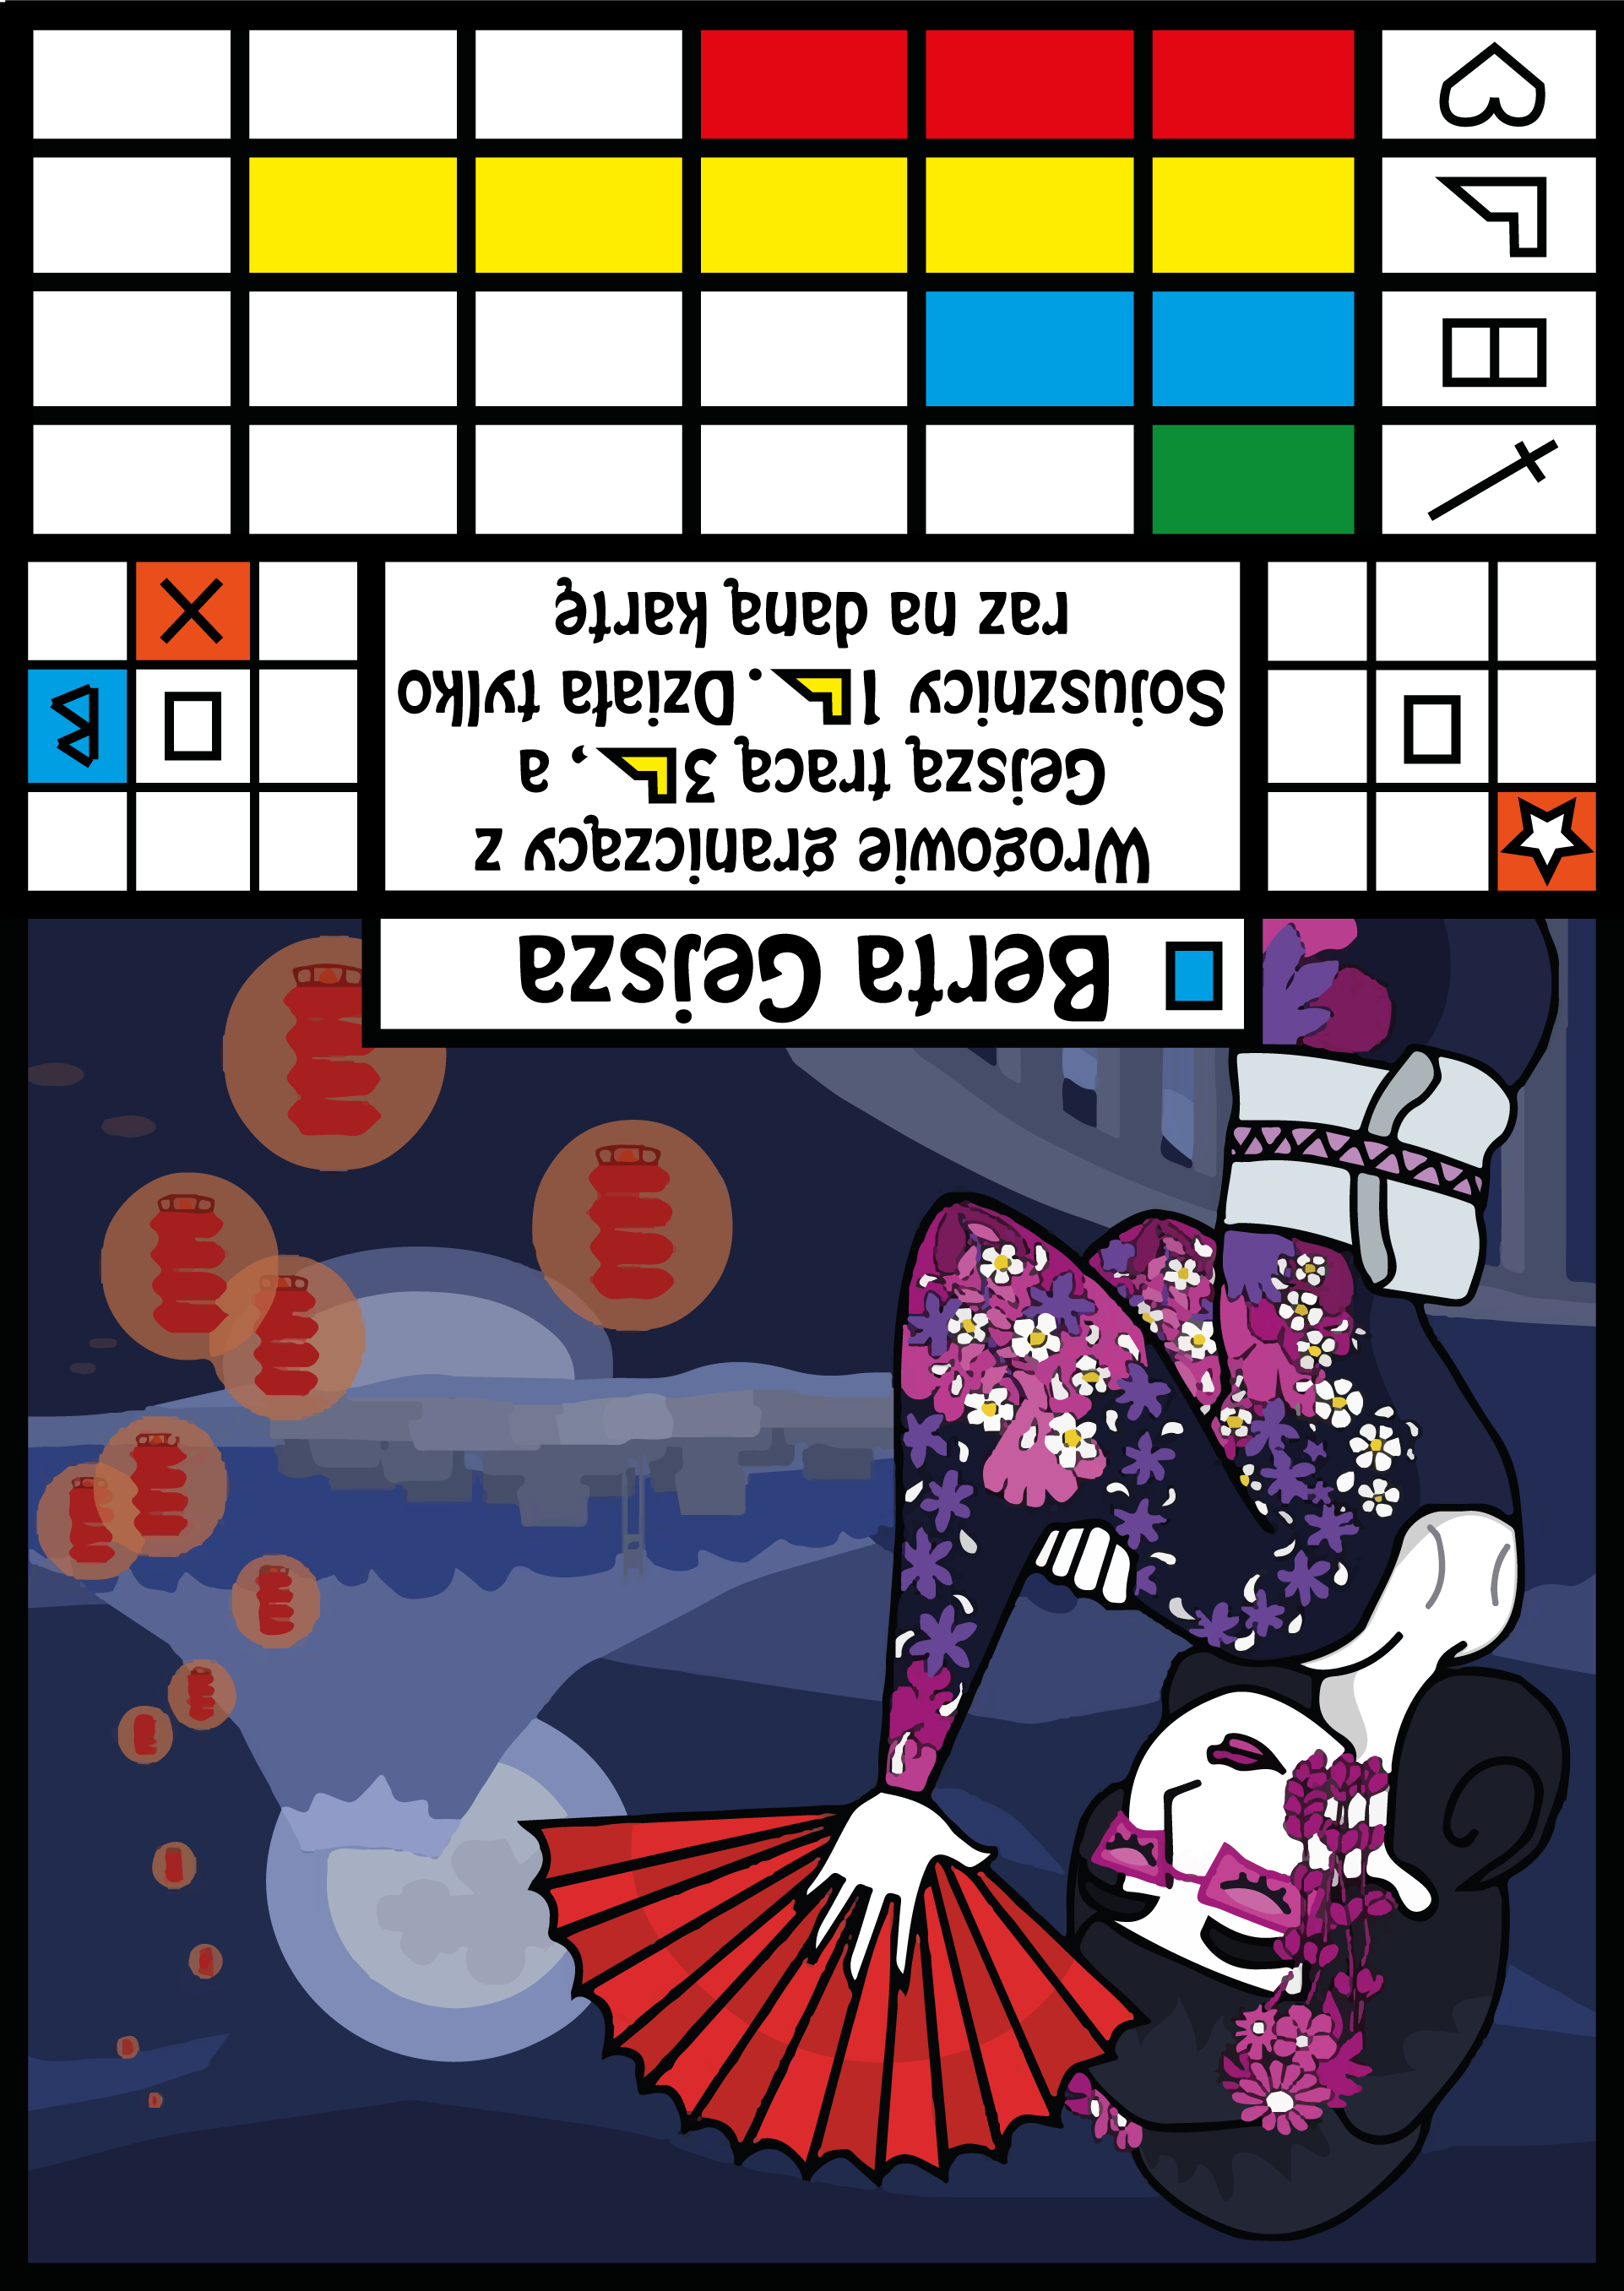 Berta Gejsza
Wrogowie graniczący z
Gejszą tracą 3 , a
Sojusznicy 1 . Działa tylko
raz na daną kartę